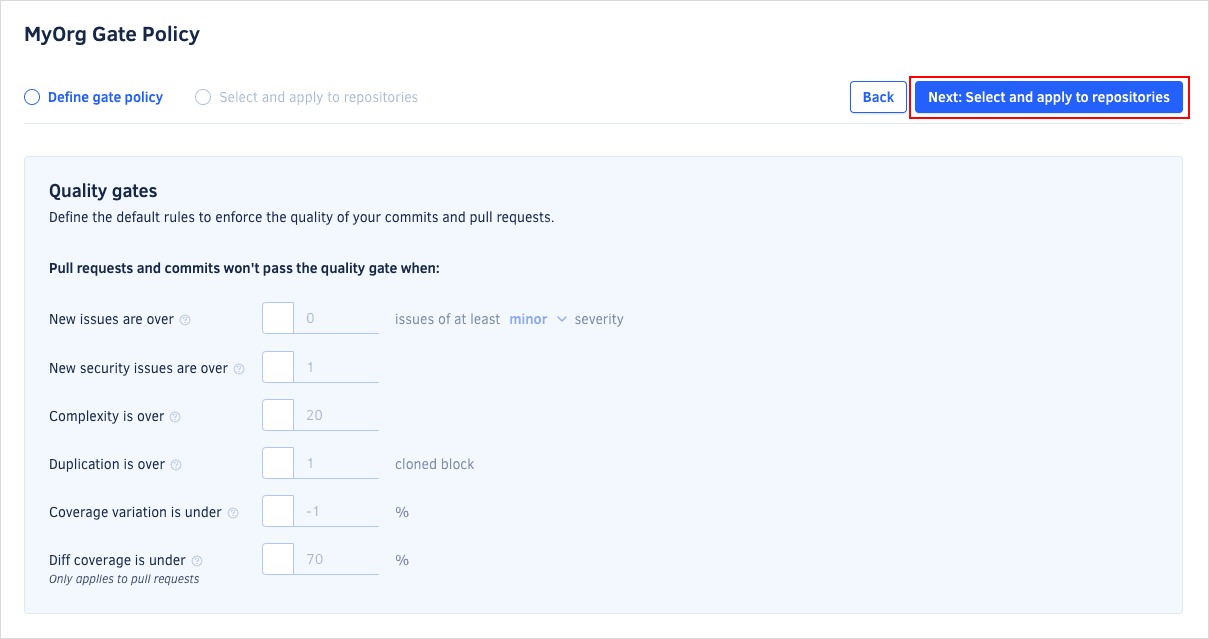 MyOrg Gate Policy
Define gate policy
Select and apply to repositories
Back
Next: Select and apply to repositories
Quality gates
Define the default rules to enforce the quality of your commits and pull requests.
Pull requests and commits won't pass the quality gate when:
New issues are over ? 0 issues of at least minor severity
New security issues are over ? 1
Complexity is over ? 20
Duplication is over ? 1 cloned block
Coverage variation is under ? -1 %
Diff coverage is under ? 70 %
Only applies to pull requests